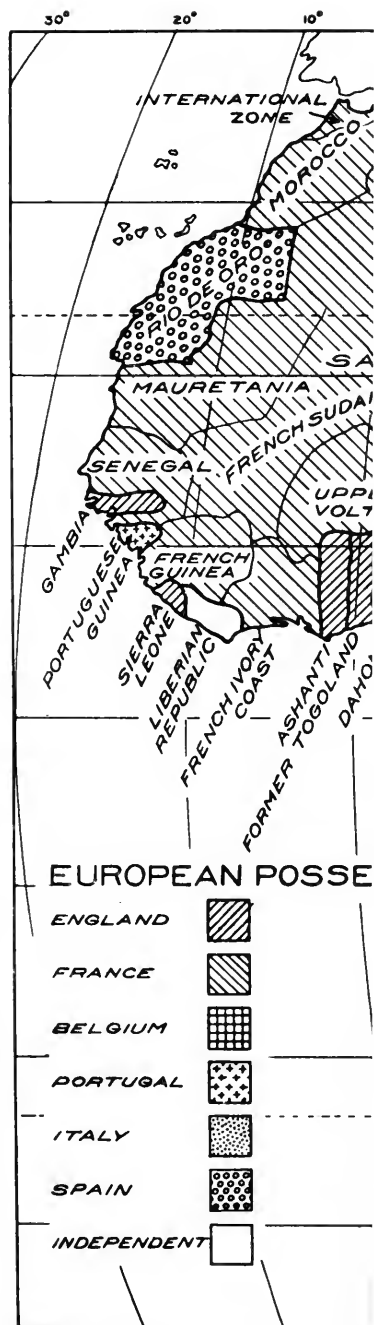 30° 20° 10°
INTERNATIONAL
ZONE
MOROCCO
RIO DE ORO
SA
MAURETANIA
FRENCH SUDA
SENEGAL
UPPE
VOLT
GAMBIA
PORTUGUESE
GUINEA
FRENCH
GUINEA
SIERRA
LEONE
LIBERIAN
REPUBLIC
FRENCH IVORY
COAST
ASHANTI
FORMER TOGOLAND
DAHO
EUROPEAN POSSE
ENGLAND
FRANCE
BELGIUM
PORTUGAL
ITALY
SPAIN
INDEPENDENT